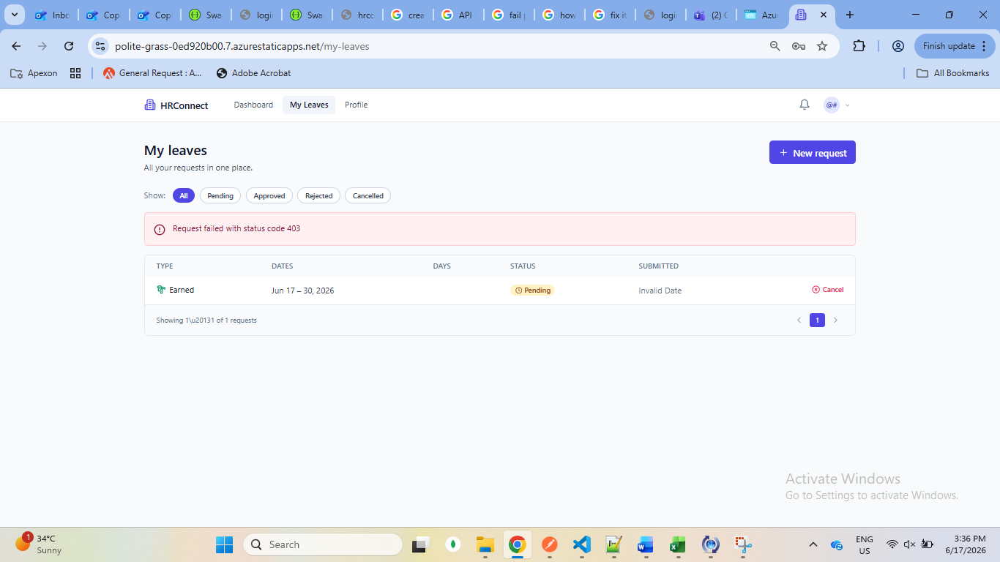 Inbo
Cop
Cop
Swa
login
Swa
hrco
crea
API
fail p
how
fix it
login
(2) C
Azu
polite-grass-0ed920b00.7.azurestaticapps.net/my-leaves
Finish update
Apexon
General Request : A...
Adobe Acrobat
All Bookmarks
HRConnect
Dashboard
My Leaves
Profile
@#
My leaves
All your requests in one place.
+ New request
Show: All Pending Approved Rejected Cancelled
Request failed with status code 403
TYPE DATES DAYS STATUS SUBMITTED
Earned Jun 17 – 30, 2026 Pending Invalid Date Cancel
Showing 1\u20131 of 1 requests
1
Activate Windows
Go to Settings to activate Windows.
1
34°C
Sunny
Search
ENG
US
3:36 PM
6/17/2026